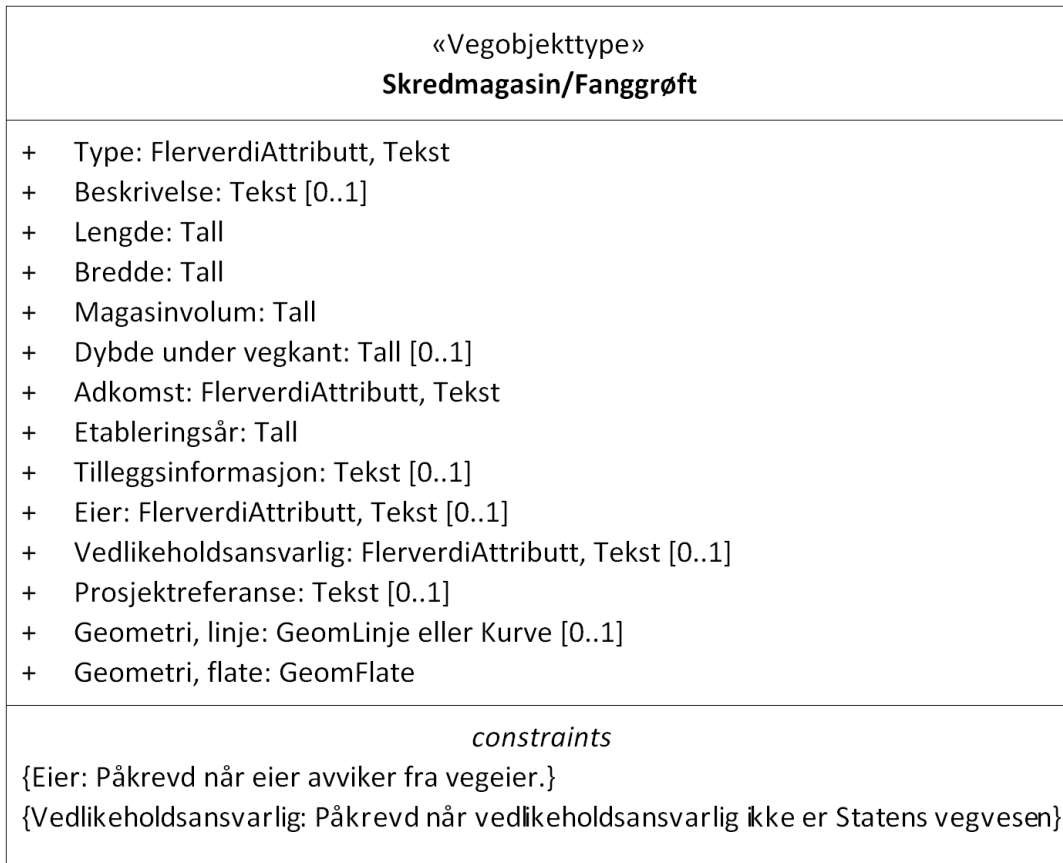 «Vegobjekttype»
Skredmagasin/Fanggrøft
+ Type: FlerverdiAttributt, Tekst
+ Beskrivelse: Tekst [0..1]
+ Lengde: Tall
+ Bredde: Tall
+ Magasinvolum: Tall
+ Dybde under vegkant: Tall [0..1]
+ Adkomst: FlerverdiAttributt, Tekst
+ Etableringsår: Tall
+ Tilleggsinformasjon: Tekst [0..1]
+ Eier: FlerverdiAttributt, Tekst [0..1]
+ Vedlikeholdsansvarlig: FlerverdiAttributt, Tekst [0..1]
+ Prosjektreferanse: Tekst [0..1]
+ Geometri, linje: GeomLinje eller Kurve [0..1]
+ Geometri, flate: GeomFlate
constraints
{Eier: Påkrevd når eier avviker fra vegeier.}
{Vedlikeholdsansvarlig: Påkrevd når vedlikeholdsansvarlig ikke er Statens vegvesen}